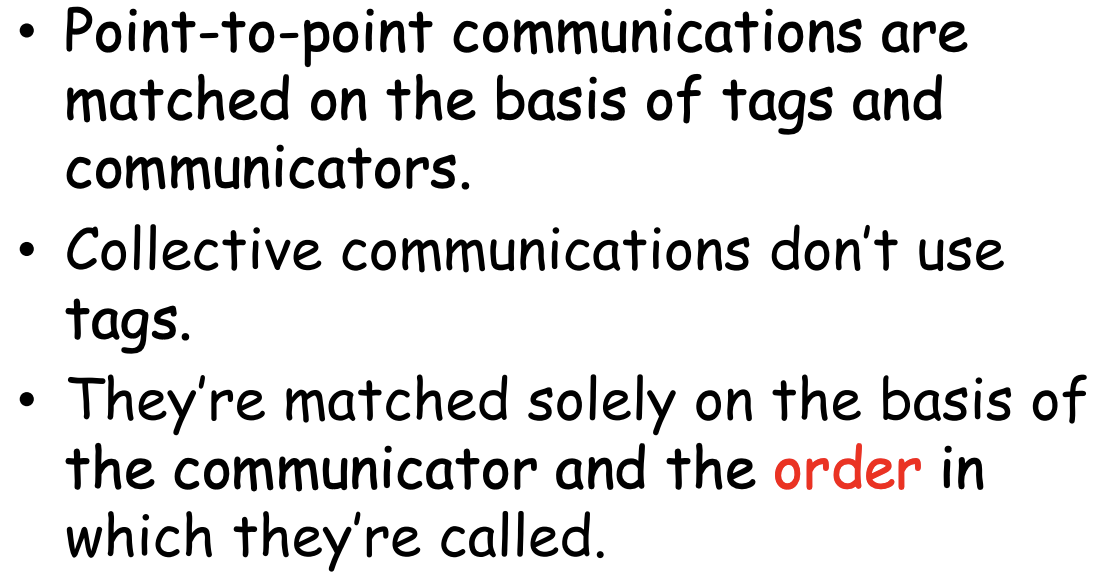 • Point-to-point communications are
matched on the basis of tags and
communicators.
• Collective communications don’t use
tags.
• They’re matched solely on the basis of
the communicator and the order in
which they’re called.